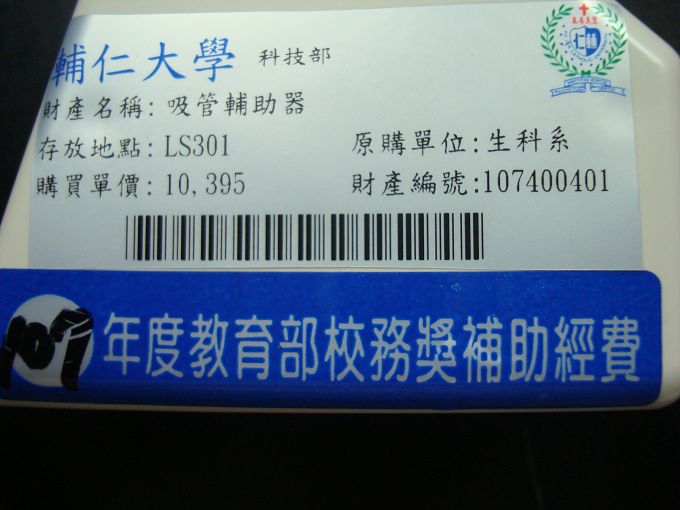 輔仁大學 科技部
財產名稱: 吸管輔助器
存放地點: LS301 原購單位:生科系
購買單價: 10,395 財產編號:107400401
107年度教育部校務獎補助經費